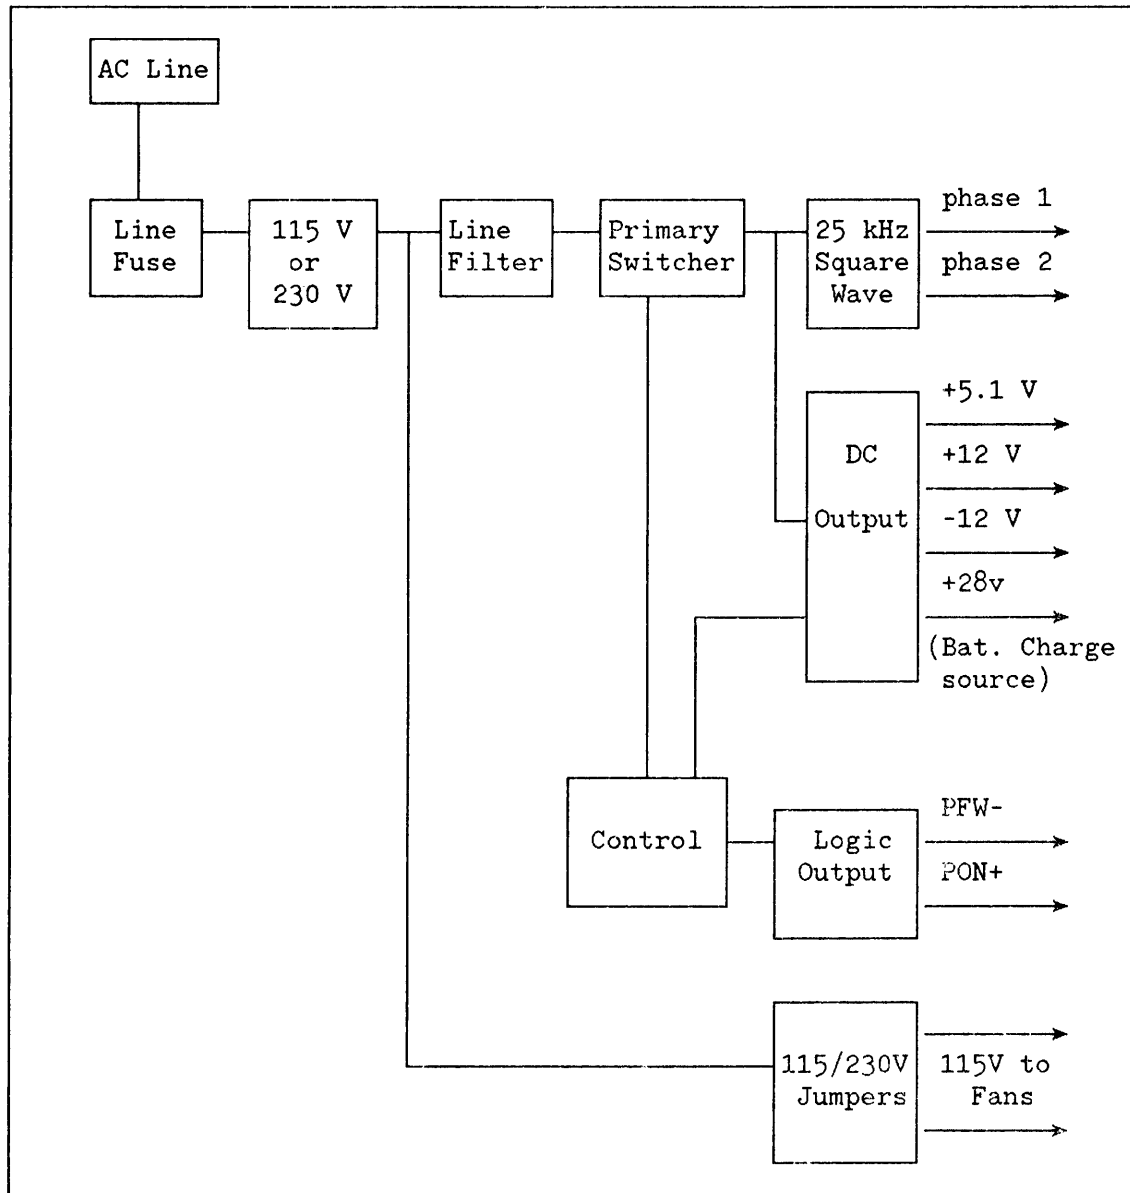 AC Line
Line
Fuse
115 V
or
230 V
Line
Filter
Primary
Switcher
25 kHz
Square
Wave
phase 1
phase 2
DC
Output
+5.1 V
+12 V
-12 V
+28v
(Bat. Charge
source)
Control
Logic
Output
PFW-
PON+
115/230V
Jumpers
115V to
Fans